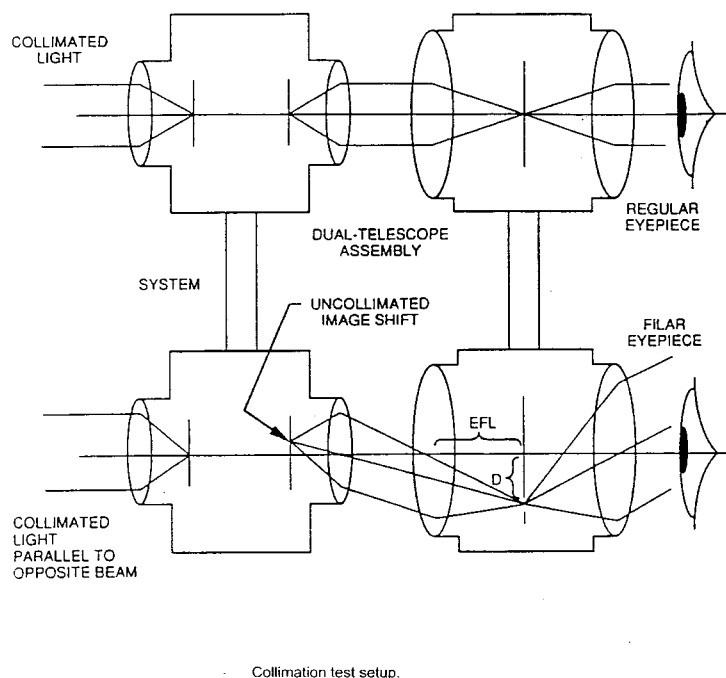 COLLIMATED
LIGHT
REGULAR
EYEPIECE
DUAL-TELESCOPE
ASSEMBLY
SYSTEM
UNCOLLIMATED
IMAGE SHIFT
FILAR
EYEPIECE
EFL
D
COLLIMATED
LIGHT
PARALLEL TO
OPPOSITE BEAM
Collimation test setup.